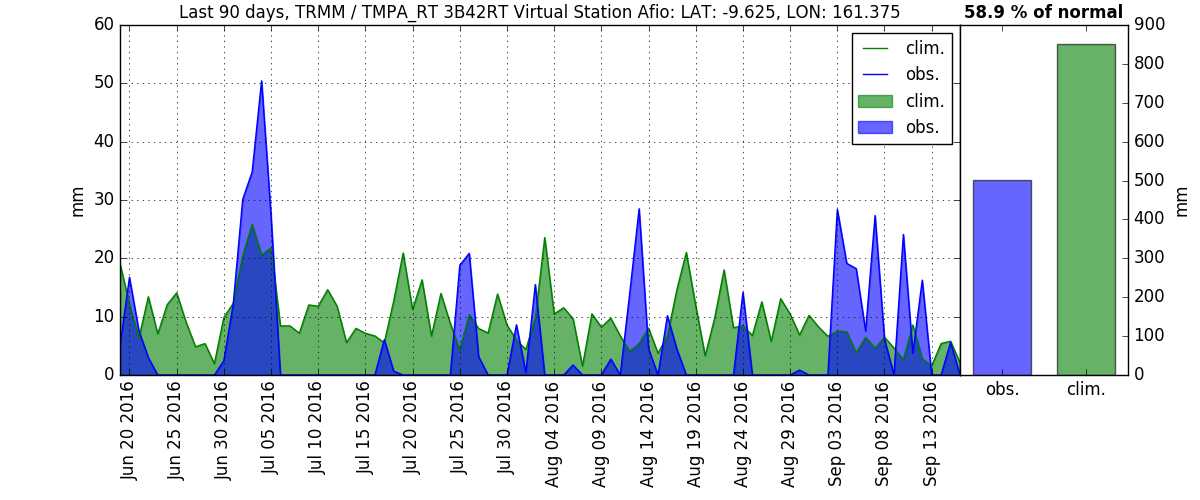 Last 90 days, TRMM / TMPA_RT 3B42RT Virtual Station Afio: LAT: -9.625, LON: 161.375
58.9 % of normal
60
50
40
30
20
10
0
mm
clim.
obs.
clim.
obs.
Jun 20 2016
Jun 25 2016
Jun 30 2016
Jul 05 2016
Jul 10 2016
Jul 15 2016
Jul 20 2016
Jul 25 2016
Jul 30 2016
Aug 04 2016
Aug 09 2016
Aug 14 2016
Aug 19 2016
Aug 24 2016
Aug 29 2016
Sep 03 2016
Sep 08 2016
Sep 13 2016
900
800
700
600
500
400
300
200
100
0
mm
obs.
clim.